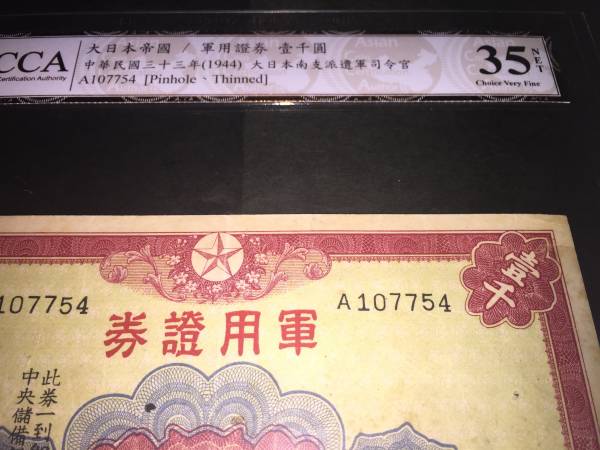 CCA
Certification Authority
大日本帝國 / 軍用證券 壹千圓
中華民國三十三年(1944) 大日本南支派遣軍司令官
A107754 [Pinhole、Thinned]
35 NET
Choice Very Fine
壹千
107754
A107754
券證用軍
此券一到
中央儲備